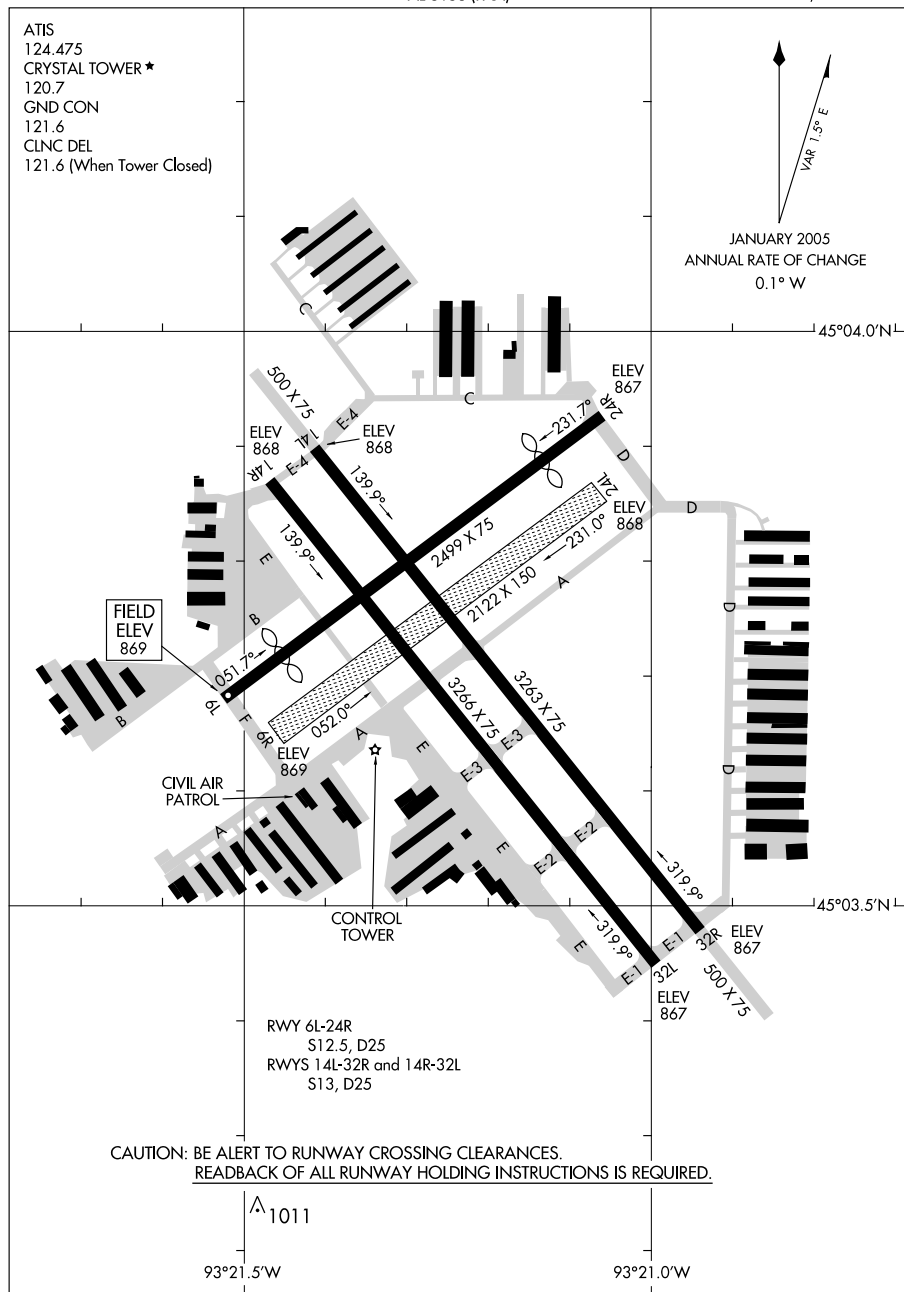 ATIS
124.475
CRYSTAL TOWER ★
120.7
GND CON
121.6
CLNC DEL
121.6 (When Tower Closed)
VAR 1.5° E
JANUARY 2005
ANNUAL RATE OF CHANGE
0.1° W
45°04.0'N
C
500 X 75
ELEV
867
C
E-4
24R
231.7°
ELEV
868
14L
ELEV
868
14R
E-4
D
139.9°
24L
ELEV
868
D
139.9°
2499 X 75
231.0°
E
2122 X 150
A
FIELD
ELEV
869
B
D
051.7°
6L
B
F
6R
052.0°
3266 X 75
3263 X 75
ELEV
869
A
E
E-3
E-3
D
CIVIL AIR
PATROL
A
E
E-2
E-2
319.9°
45°03.5'N
CONTROL
TOWER
319.9°
E
E-1
32R
ELEV
867
E-1
32L
500 X 75
ELEV
867
RWY 6L-24R
S12.5, D25
RWYS 14L-32R and 14R-32L
S13, D25
CAUTION: BE ALERT TO RUNWAY CROSSING CLEARANCES.
READBACK OF ALL RUNWAY HOLDING INSTRUCTIONS IS REQUIRED.
1011
93°21.5'W
93°21.0'W